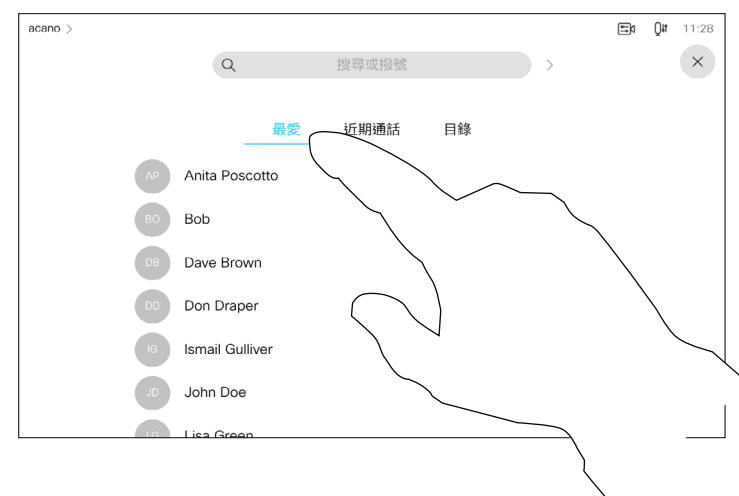 acano > 11:28
搜尋或撥號
最愛 近期通話 目錄
AP Anita Poscotto
BO Bob
DB Dave Brown
DD Don Draper
IG Ismail Gulliver
JD John Doe
LG Lisa Green